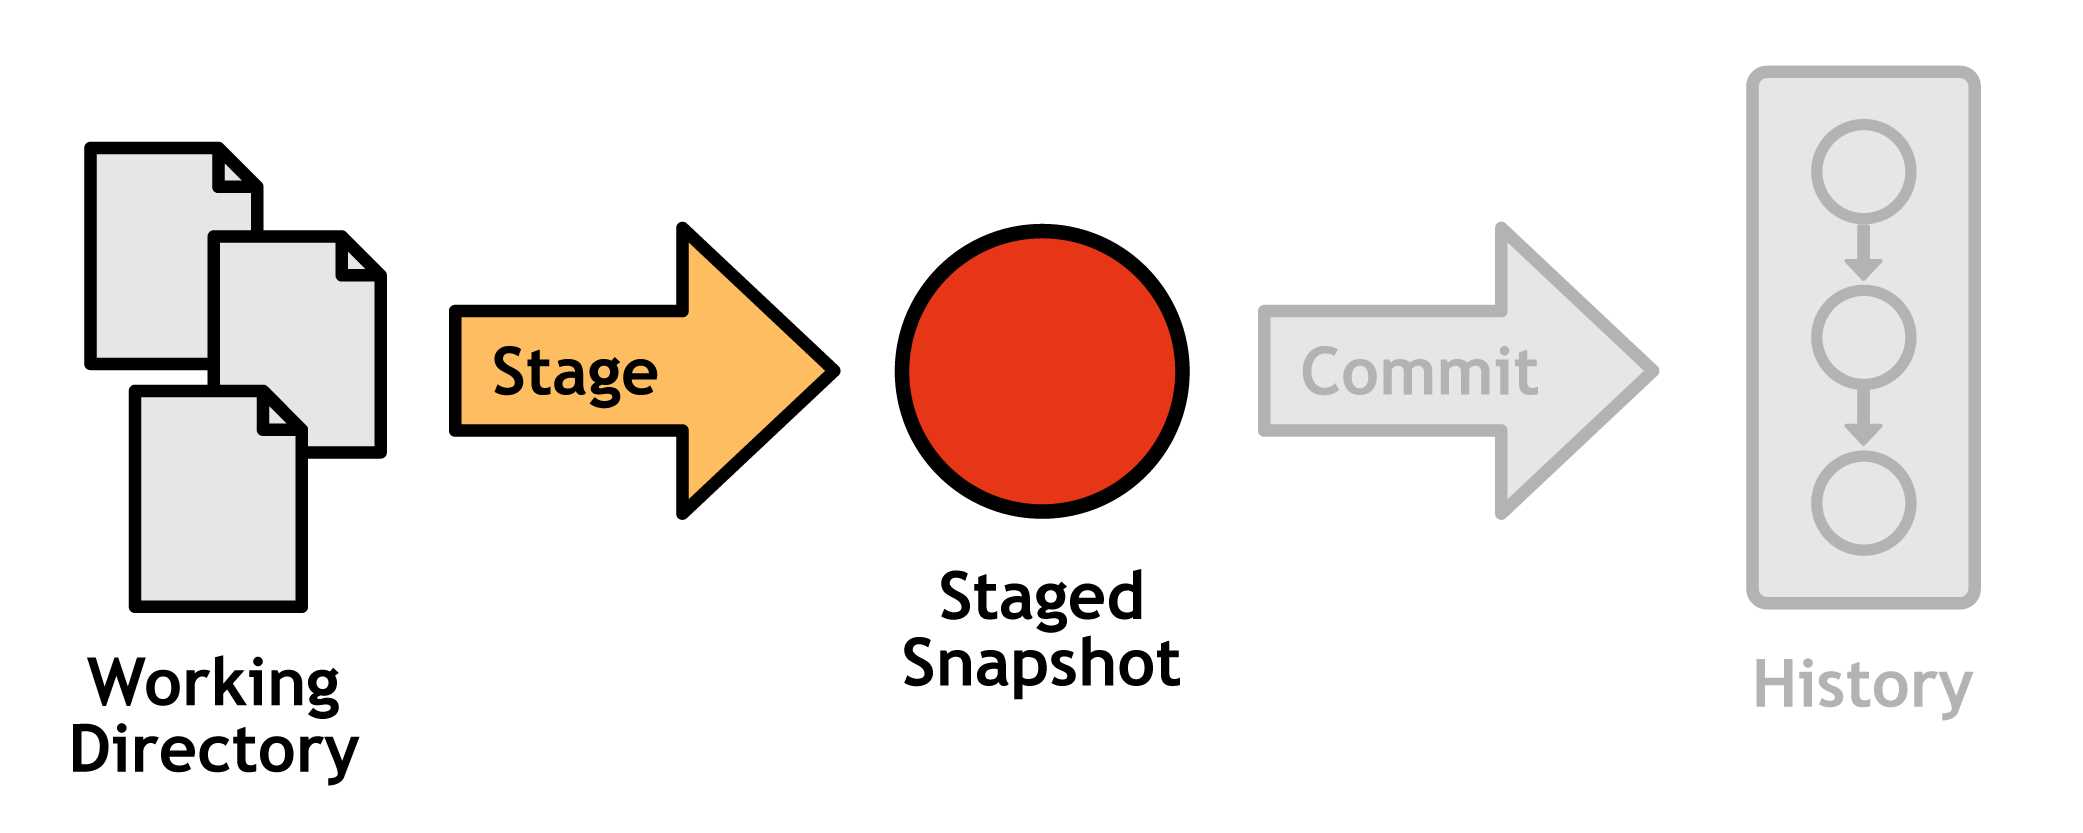 Stage
Commit
Staged
Snapshot
Working
Directory
History